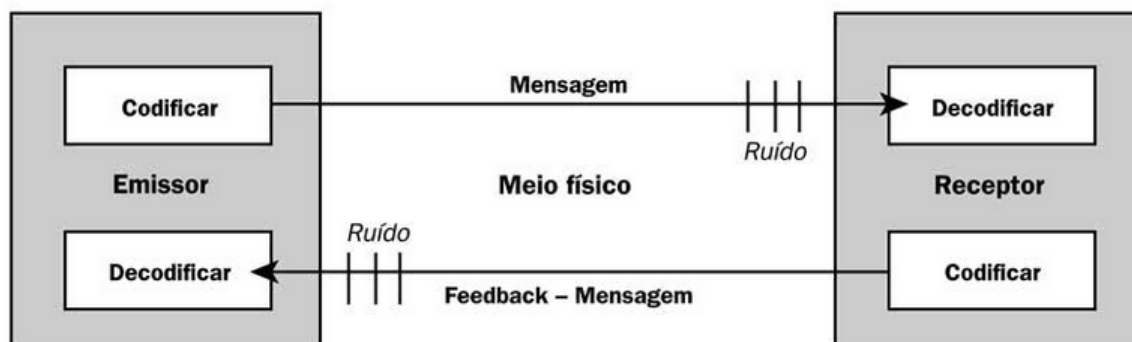 Mensagem
Codificar
Decodificar
Ruído
Emissor
Meio físico
Receptor
Ruído
Decodificar
Codificar
Feedback – Mensagem